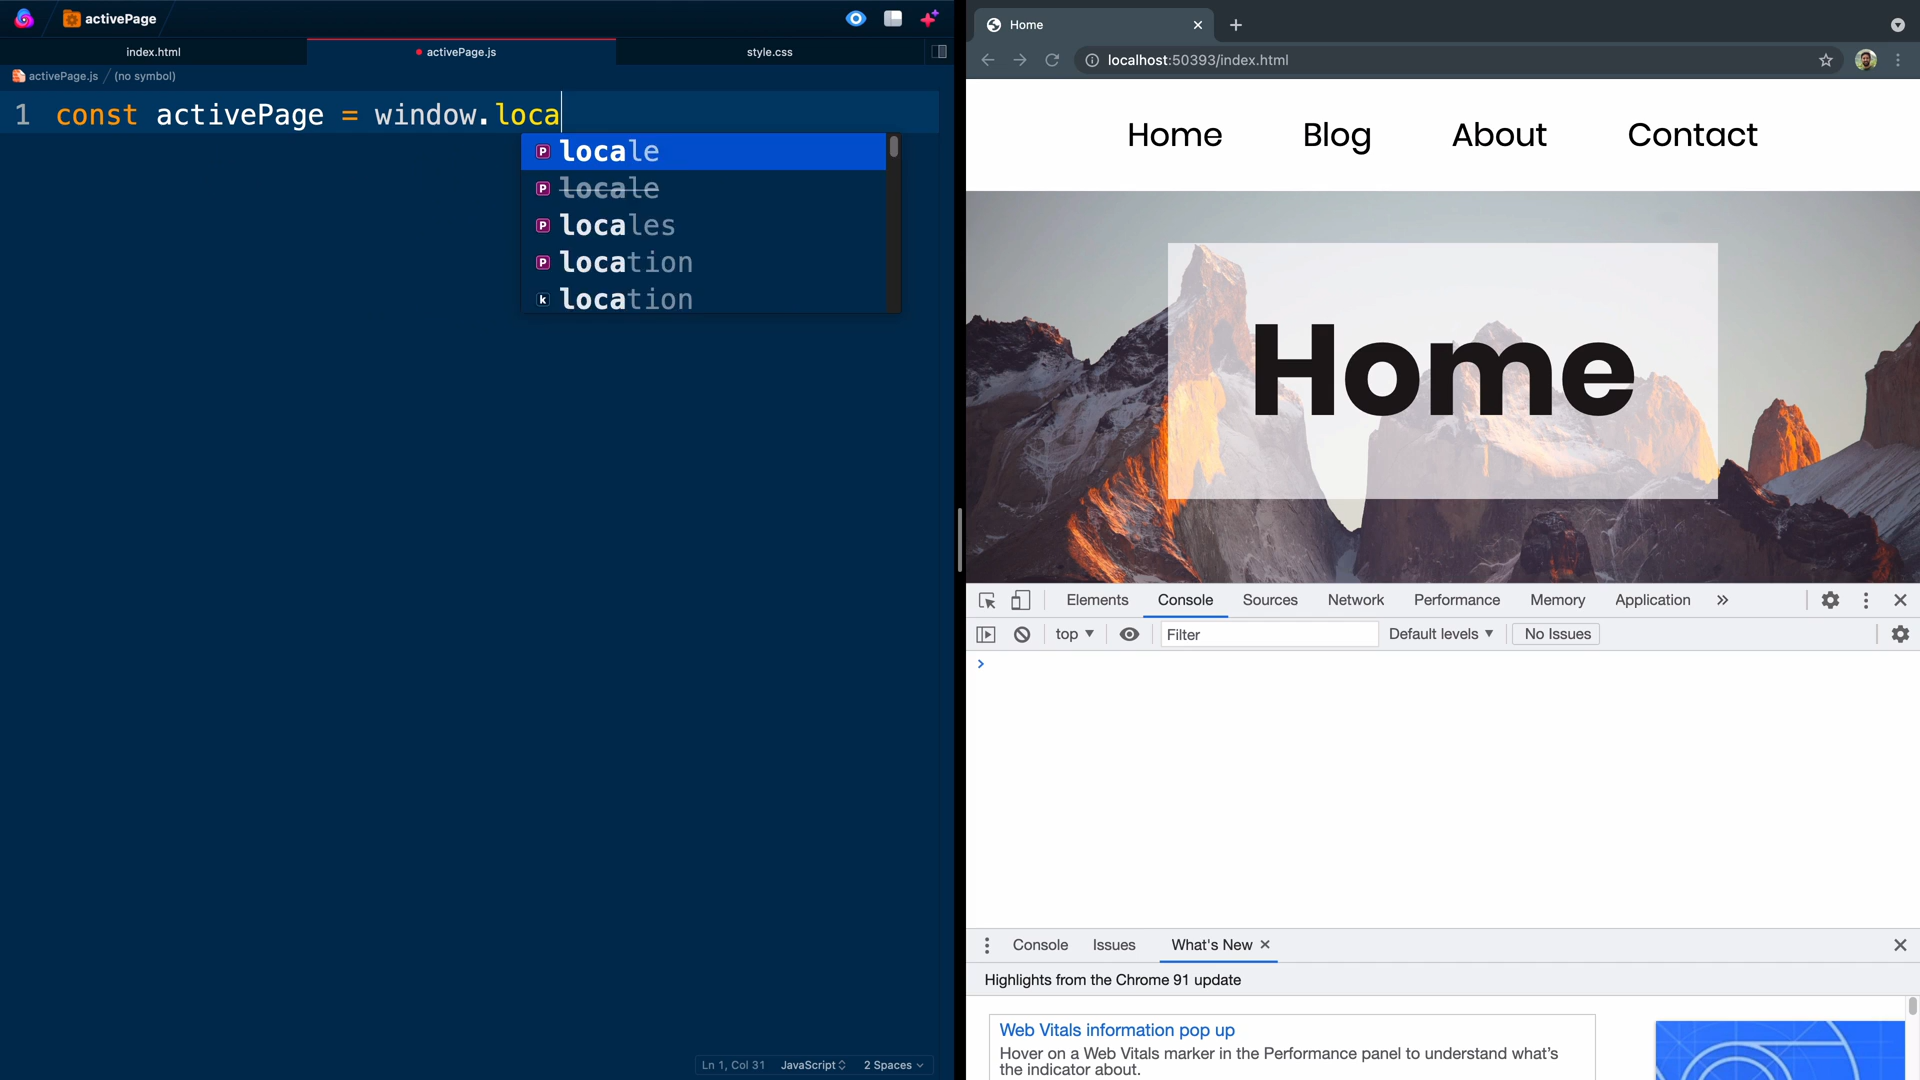 activePage
index.html
activePage.js
style.css
activePage.js / (no symbol)
1 const activePage = window.loca
locale
locale
locales
location
location
Ln 1, Col 31 JavaScript 2 Spaces
Home
localhost:50393/index.html
Home Blog About Contact
Home
Elements Console Sources Network Performance Memory Application »
top Filter Default levels No Issues
Console Issues What's New
Highlights from the Chrome 91 update
Web Vitals information pop up
Hover on a Web Vitals marker in the Performance panel to understand what's
the indicator about.